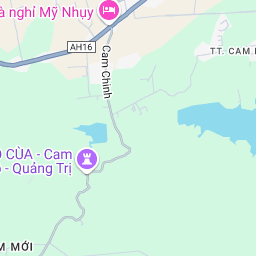 à nghỉ Mỹ Nhụy
AH16
Cam Chính
TT. CAM
CÙA - Cam
- Quảng Trị
M MỚI